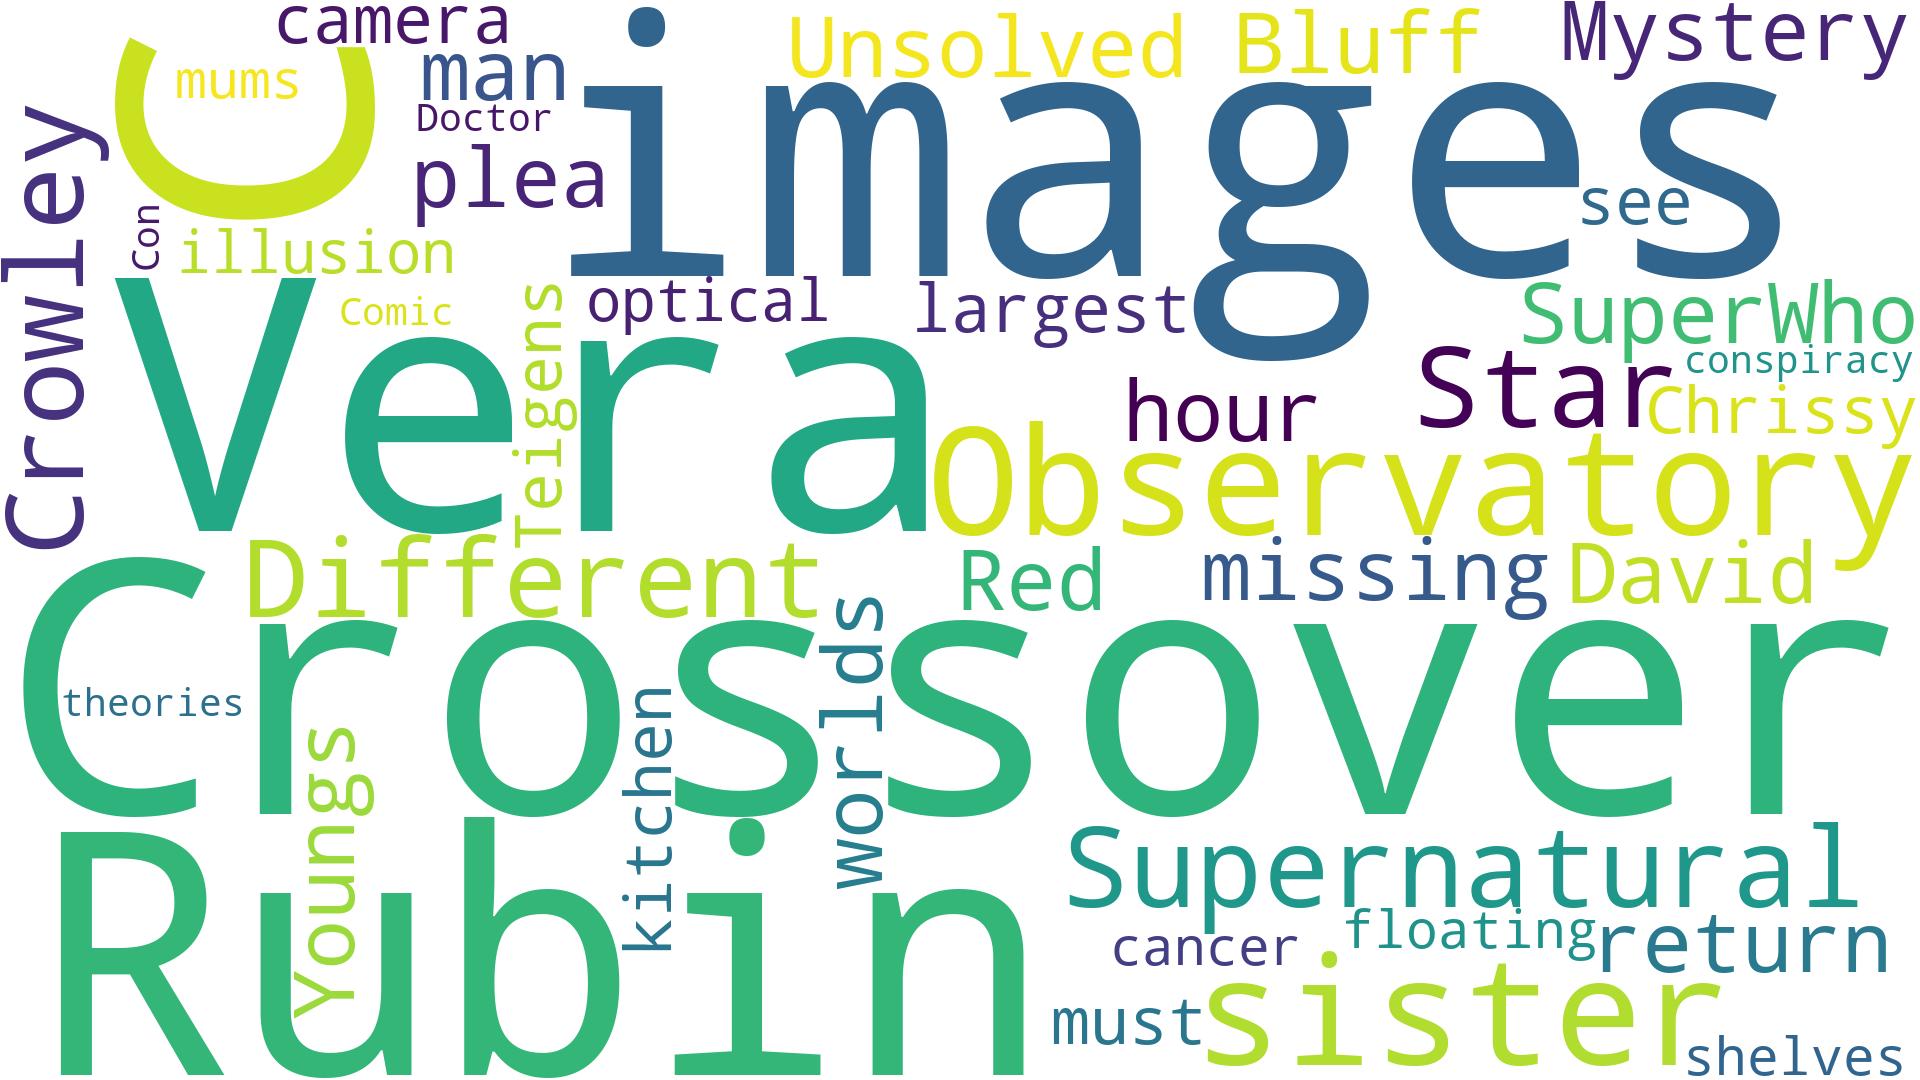 camera
Unsolved
Bluff
Mystery
mums
man
C
images
Doctor
Crowley
plea
see
Con
illusion
Vera
optical
largest
SuperWho
Comic
Teigens
conspiracy
Star
hour
Chrissy
Observatory
Different
Red
missing
David
Crossover
worlds
theories
kitchen
Youngs
Rubin
Supernatural
floating
cancer
return
sister
must
shelves